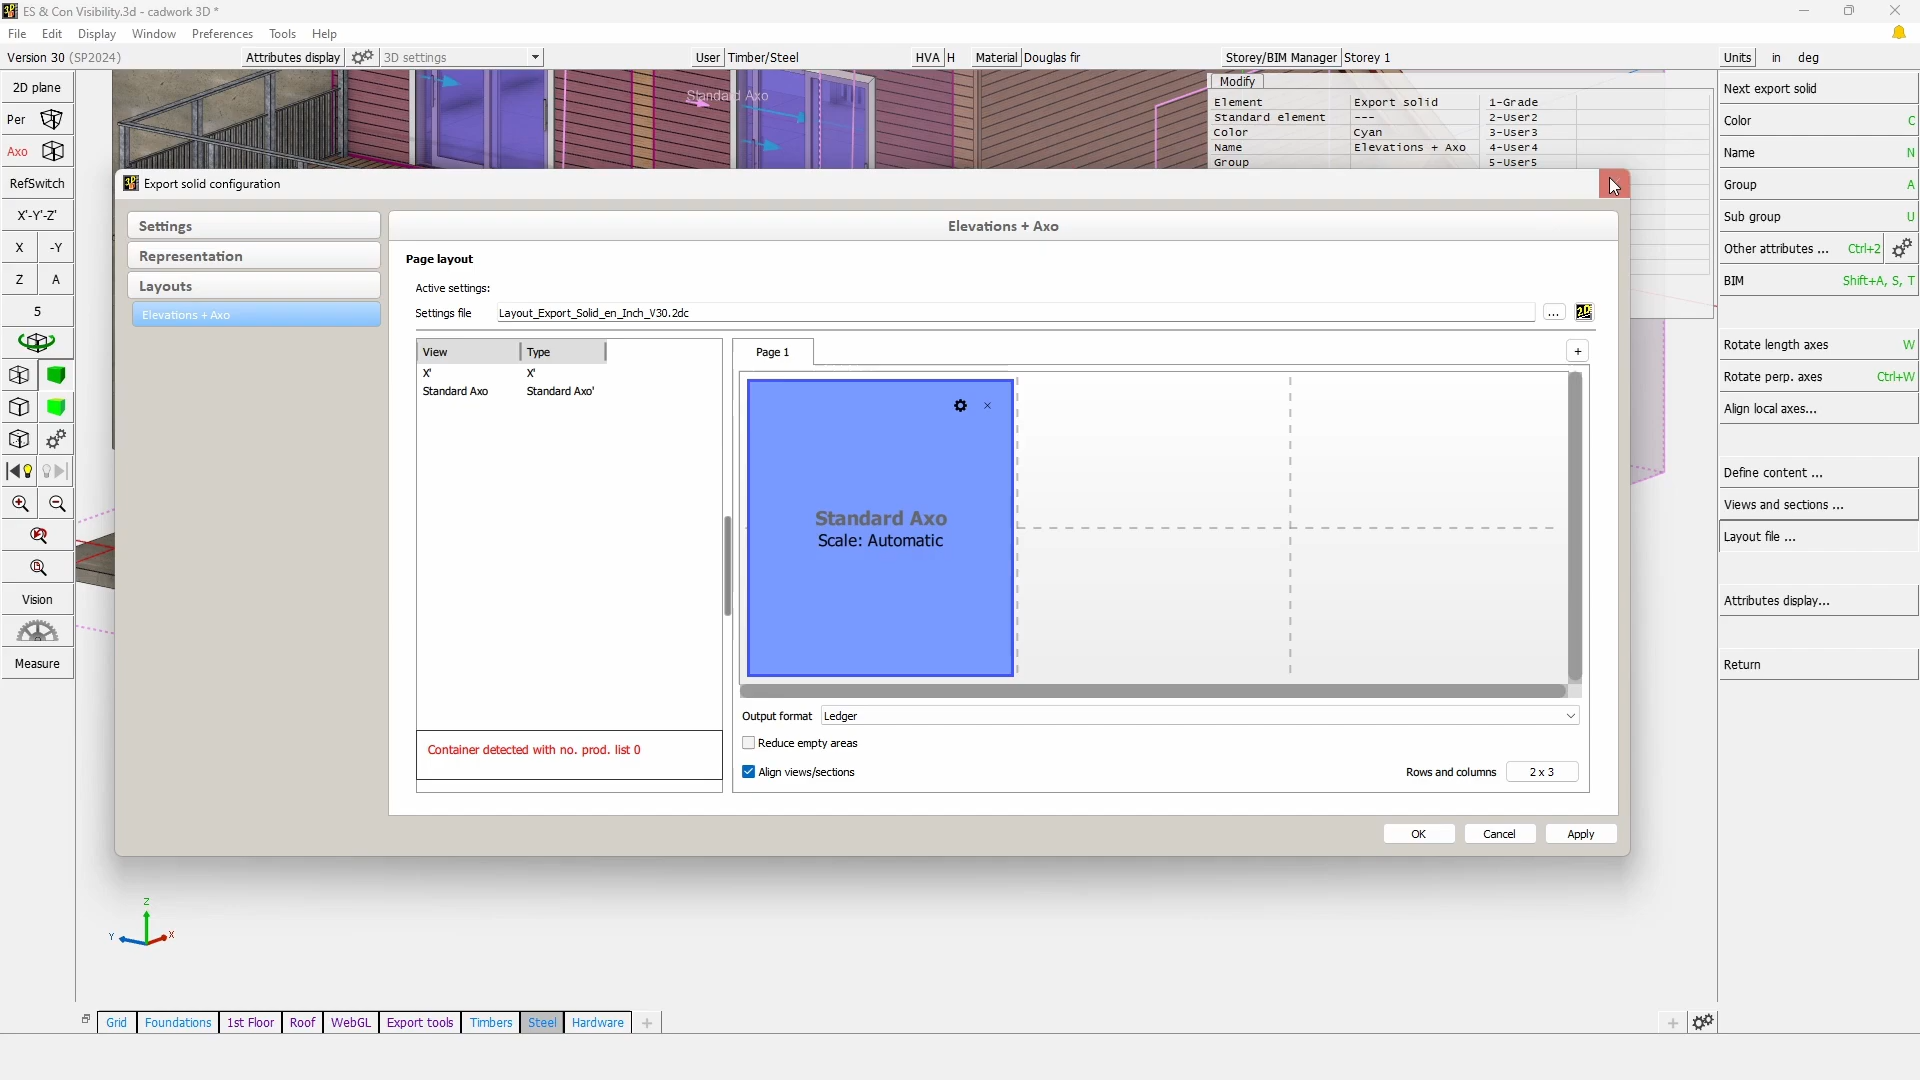 ES & Con Visibility.3d - cadwork 3D *
File Edit Display Window Preferences Tools Help
Version 30 (SP2024) Attributes display 3D settings User Timber/Steel HVA H Material Douglas fir Storey/BIM Manager Storey 1 Units in deg
2D plane
Per
Axo
RefSwitch
X'-Y'-Z'
X -Y
Z A
5
Vision
Measure
Standard Axo
Modify
Element Export solid 1-Grade
Standard element --- 2-User2
Color Cyan 3-User3
Name Elevations + Axo 4-User4
Group 5-User5
Export solid configuration
Settings
Representation
Layouts
Elevations + Axo
Elevations + Axo
Page layout
Active settings:
Settings file Layout_Export_Solid_en_Inch_V30.2dc ... 2D
View Type
X' X'
Standard Axo Standard Axo'
Container detected with no. prod. list 0
Page 1 +
Standard Axo
Scale: Automatic
Output format Ledger
Reduce empty areas
Align views/sections Rows and columns 2 x 3
OK Cancel Apply
Next export solid
Color C
Name N
Group A
Sub group U
Other attributes ... Ctrl+2
BIM Shift+A, S, T
Rotate length axes W
Rotate perp. axes Ctrl+W
Align local axes...
Define content ...
Views and sections ...
Layout file ...
Attributes display...
Return
Z
Y X
Grid Foundations 1st Floor Roof WebGL Export tools Timbers Steel Hardware + +